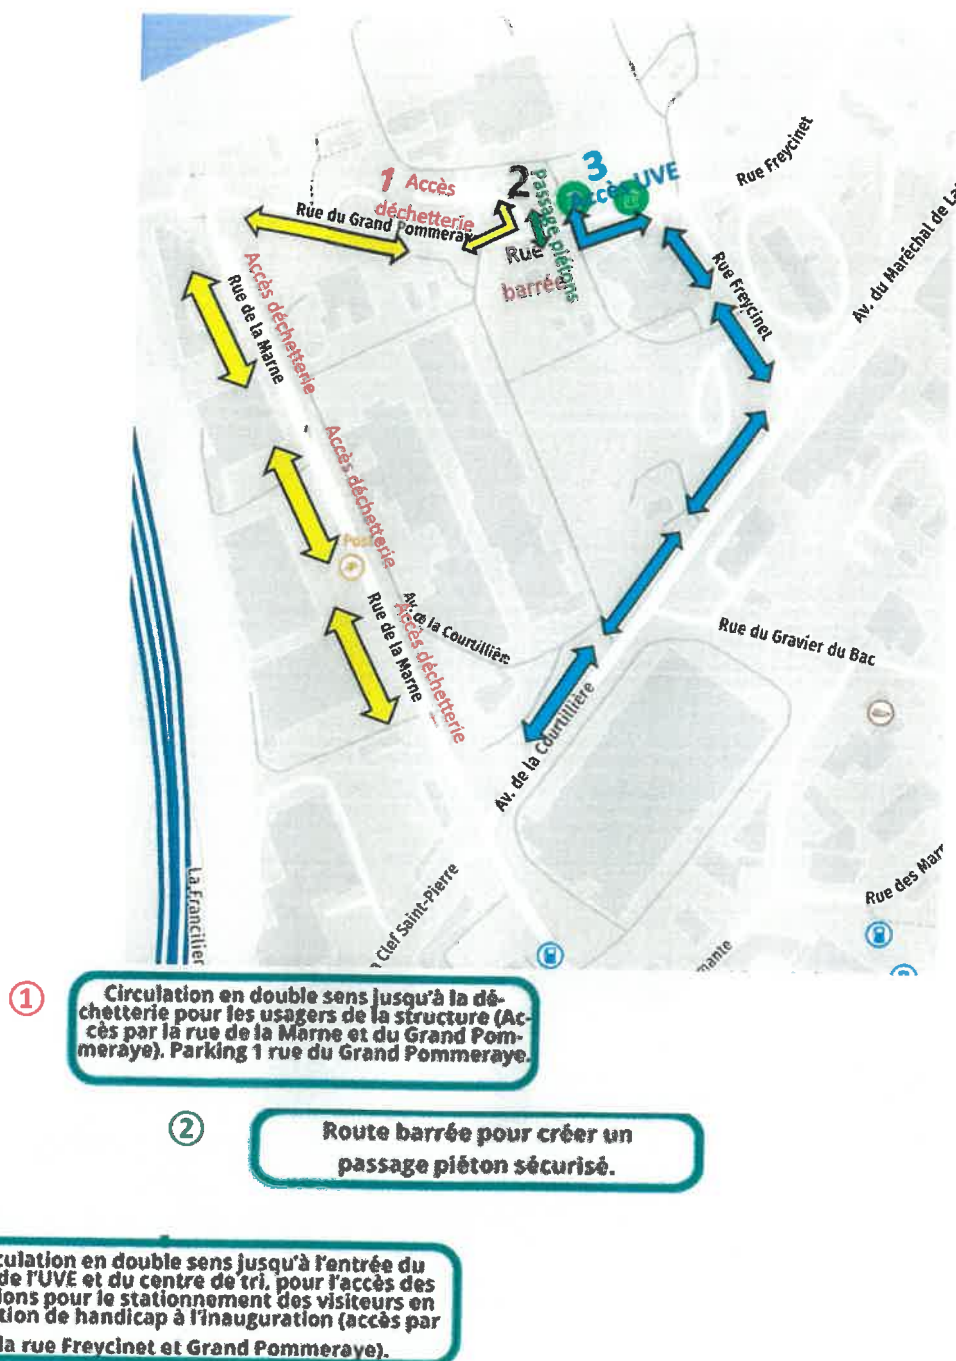 Rue Freycinet
Av. du Maréchal de
1 Accès
déchetterie
2
Passage piétons
3
Accès UVE
Rue du Grand Pommeraye
Rue
barrée
Rue Freycinet
Accès déchetterie
Rue de la Marne
Accès déchetterie
Rue de la Marne
Av. de la Courtillière
Accès déchetterie
Rue du Gravier du Bac
Av. de la Courtillière
La Francilien
Clef Saint-Pierre
Rue des
①
Circulation en double sens jusqu'à la dé-
chetterie pour les usagers de la structure (Ac-
cès par la rue de la Marne et du Grand Pom-
meraye). Parking 1 rue du Grand Pommeraye.
②
Route barrée pour créer un
passage piéton sécurisé.
culation en double sens jusqu'à l'entrée du
de l'UVE et du centre de tri, pour l'accès des
ions pour le stationnement des visiteurs en
tion de handicap à l'inauguration (accès par
la rue Freycinet et Grand Pommeraye).